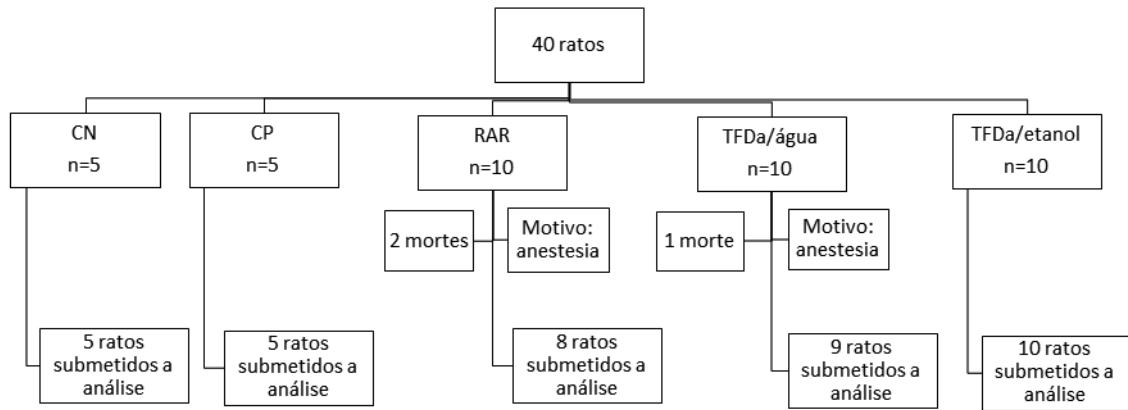 40 ratos
CN
n=5
CP
n=5
RAR
n=10
TFDa/água
n=10
TFDa/etanol
n=10
2 mortes
Motivo:
anestesia
1 morte
Motivo:
anestesia
5 ratos
submetidos a
análise
5 ratos
submetidos a
análise
8 ratos
submetidos a
análise
9 ratos
submetidos a
análise
10 ratos
submetidos a
análise